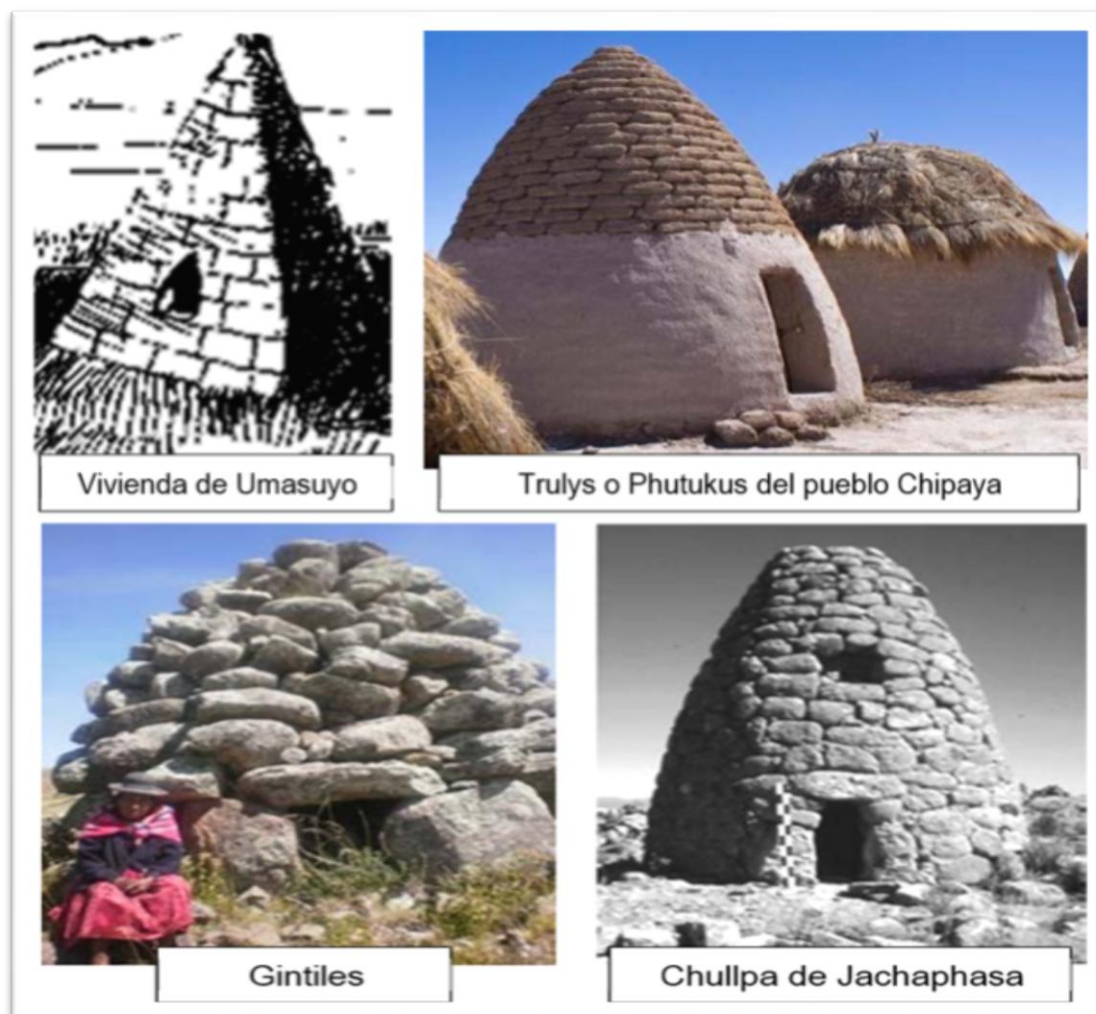 Vivienda de Umasuyo
Trulys o Phutukus del pueblo Chipaya
Gintiles
Chullpa de Jachaphasa